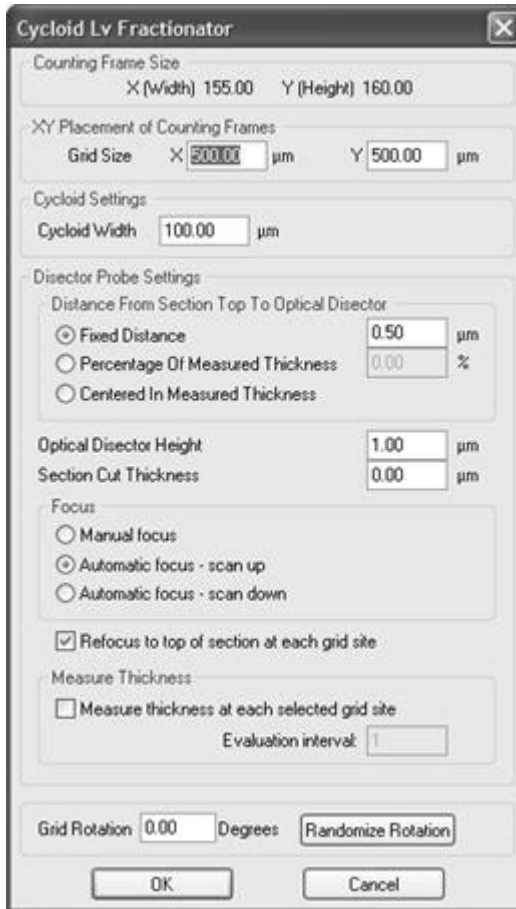 Cycloid Lv Fractionator
Counting Frame Size
X (Width) 155.00 Y (Height) 160.00
XY Placement of Counting Frames
Grid Size X 500.00 µm Y 500.00 µm
Cycloid Settings
Cycloid Width 100.00 µm
Disector Probe Settings
Distance From Section Top To Optical Disector
Fixed Distance 0.50 µm
Percentage Of Measured Thickness 0.00 %
Centered In Measured Thickness
Optical Disector Height 1.00 µm
Section Cut Thickness 0.00 µm
Focus
Manual focus
Automatic focus - scan up
Automatic focus - scan down
Refocus to top of section at each grid site
Measure Thickness
Measure thickness at each selected grid site
Evaluation interval: 1
Grid Rotation 0.00 Degrees Randomize Rotation
OK Cancel